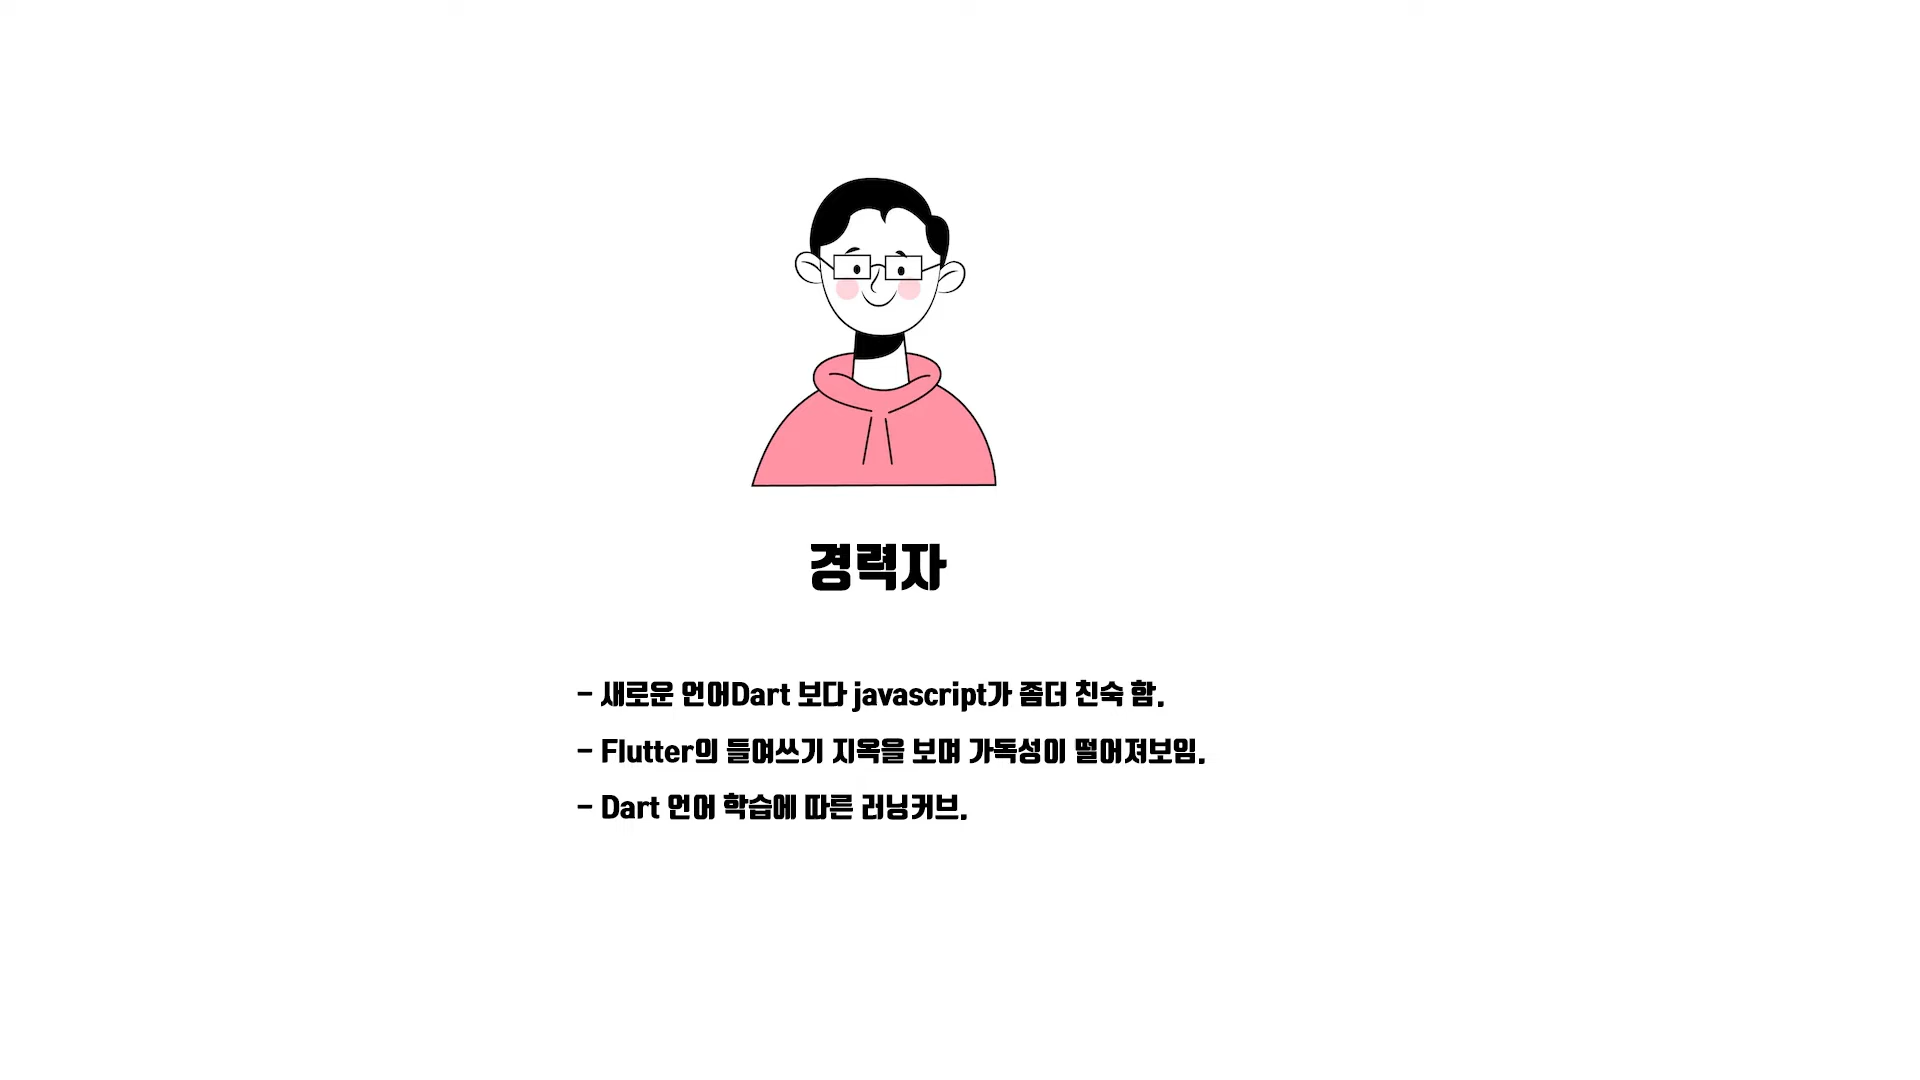 경력자
- 새로운 언어Dart 보다 javascript가 좀더 친숙 함.
- Flutter의 들여쓰기 지옥을 보며 가독성이 떨어져보임.
- Dart 언어 학습에 따른 러닝커브.